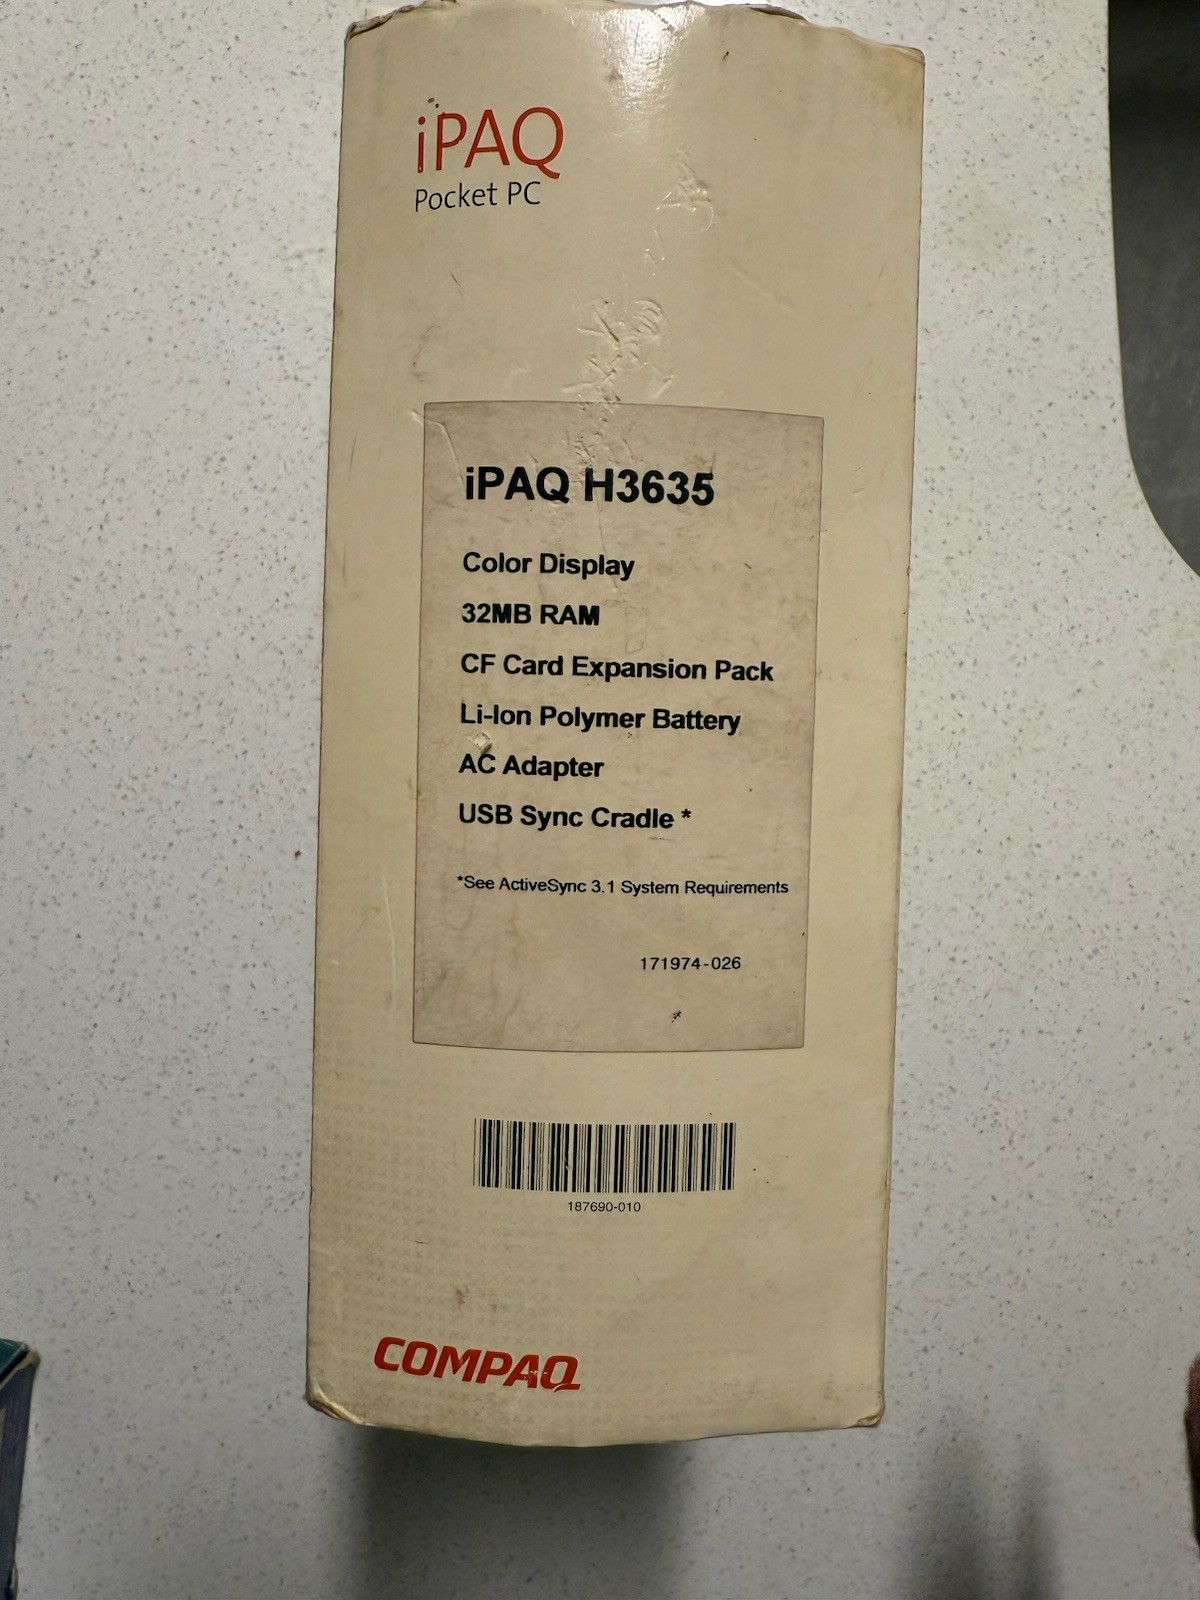 iPAQ
Pocket PC
iPAQ H3635
Color Display
32MB RAM
CF Card Expansion Pack
Li-Ion Polymer Battery
AC Adapter
USB Sync Cradle *
*See ActiveSync 3.1 System Requirements
171974-026
187690-010
COMPAQ